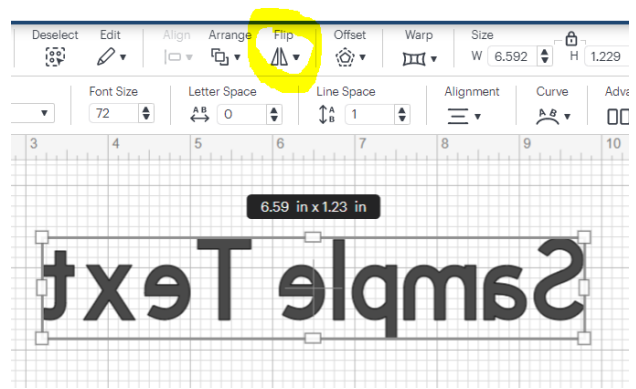 Deselect Edit Align Arrange Flip Offset Warp Size
W 6.592 H 1.229
Font Size Letter Space Line Space Alignment Curve Adva
72 0 1
3 4 5 6 7 8 9 10
6.59 in x 1.23 in
Sample Text